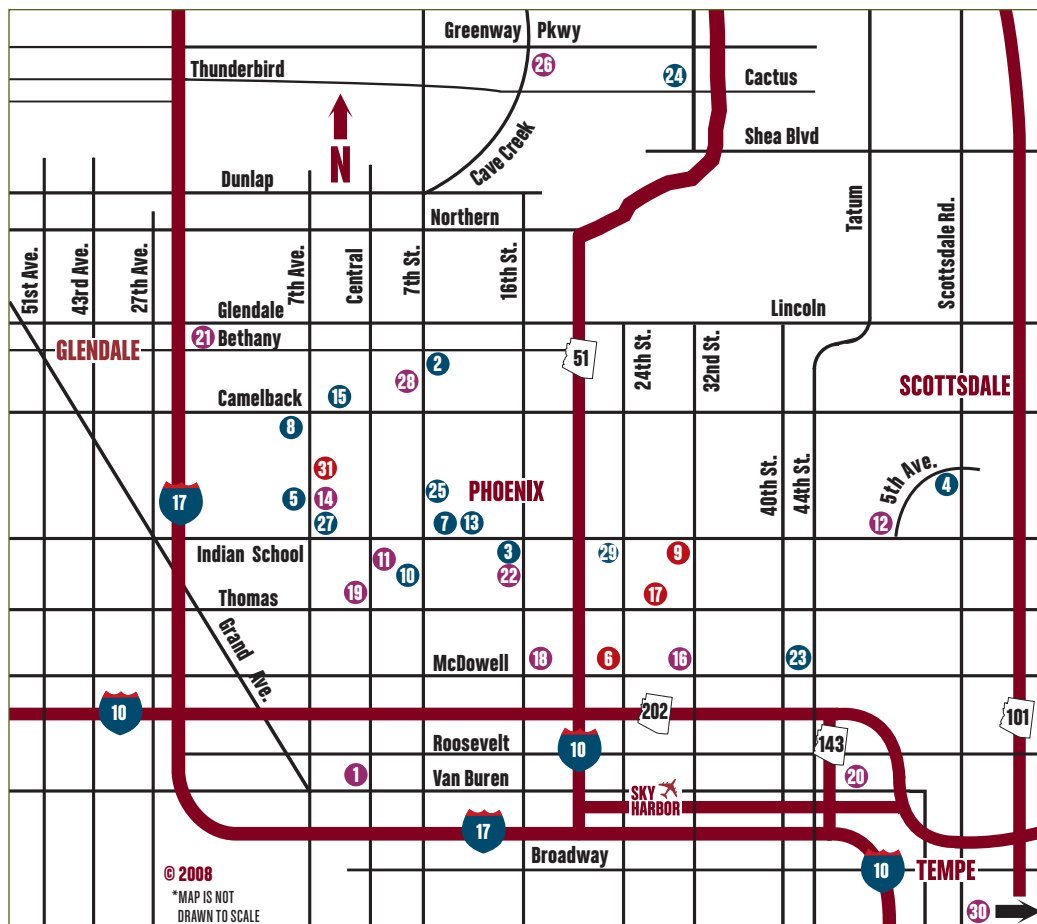 Greenway Pkwy
26
24
Thunderbird
Cactus
Shea Blvd
N
Cave Creek
Dunlap
Northern
51st Ave.
43rd Ave.
27th Ave.
7th Ave.
Central
7th St.
16th St.
Tatum
Scottsdale Rd.
Glendale
Lincoln
21
Bethany
GLENDALE
2
51
24th St.
32nd St.
28
15
Camelback
SCOTTSDALE
8
31
5
14
25
PHOENIX
17
27
7
13
40th St.
44th St.
5th Ave.
4
12
Indian School
11
3
29
9
10
22
19
17
Thomas
Grand Ave.
McDowell
18
6
16
23
10
202
101
Roosevelt
10
143
1
Van Buren
20
SKY
HARBOR
17
Broadway
10
TEMPE
© 2008
*MAP IS NOT
DRAWN TO SCALE
30